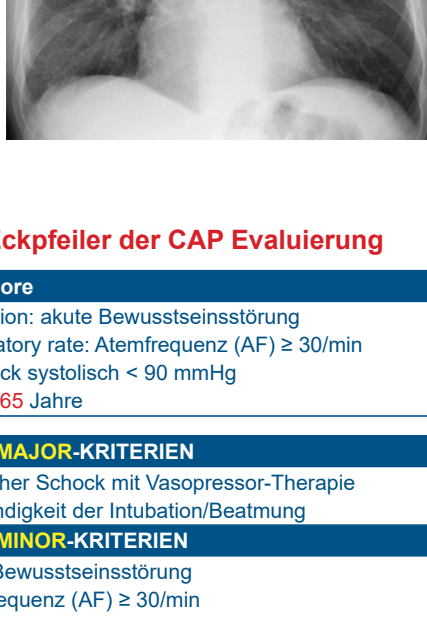 Eckpfeiler der CAP Evaluierung
ore
ion: akute Bewusstseinsstörung
atory rate: Atemfrequenz (AF) ≥ 30/min
ck systolisch < 90 mmHg
65 Jahre
MAJOR-KRITERIEN
her Schock mit Vasopressor-Therapie
ndigkeit der Intubation/Beatmung
MINOR-KRITERIEN
Bewusstseinsstörung
equenz (AF) ≥ 30/min